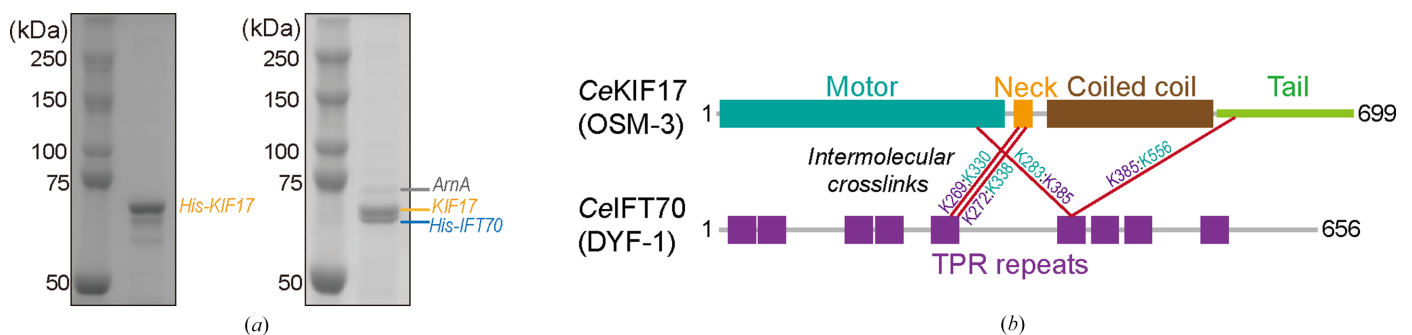 (kDa)
250
150
100
75
50
His-KIF17
(kDa)
250
150
100
75
50
ArnA
KIF17
His-IFT70
(a)
Motor
Neck
Coiled coil
Tail
CeKIF17
(OSM-3)
1
699
Intermolecular
crosslinks
K269:K330
K272:K338
K283:K385
K385:K556
CeIFT70
(DYF-1)
1
656
TPR repeats
(b)